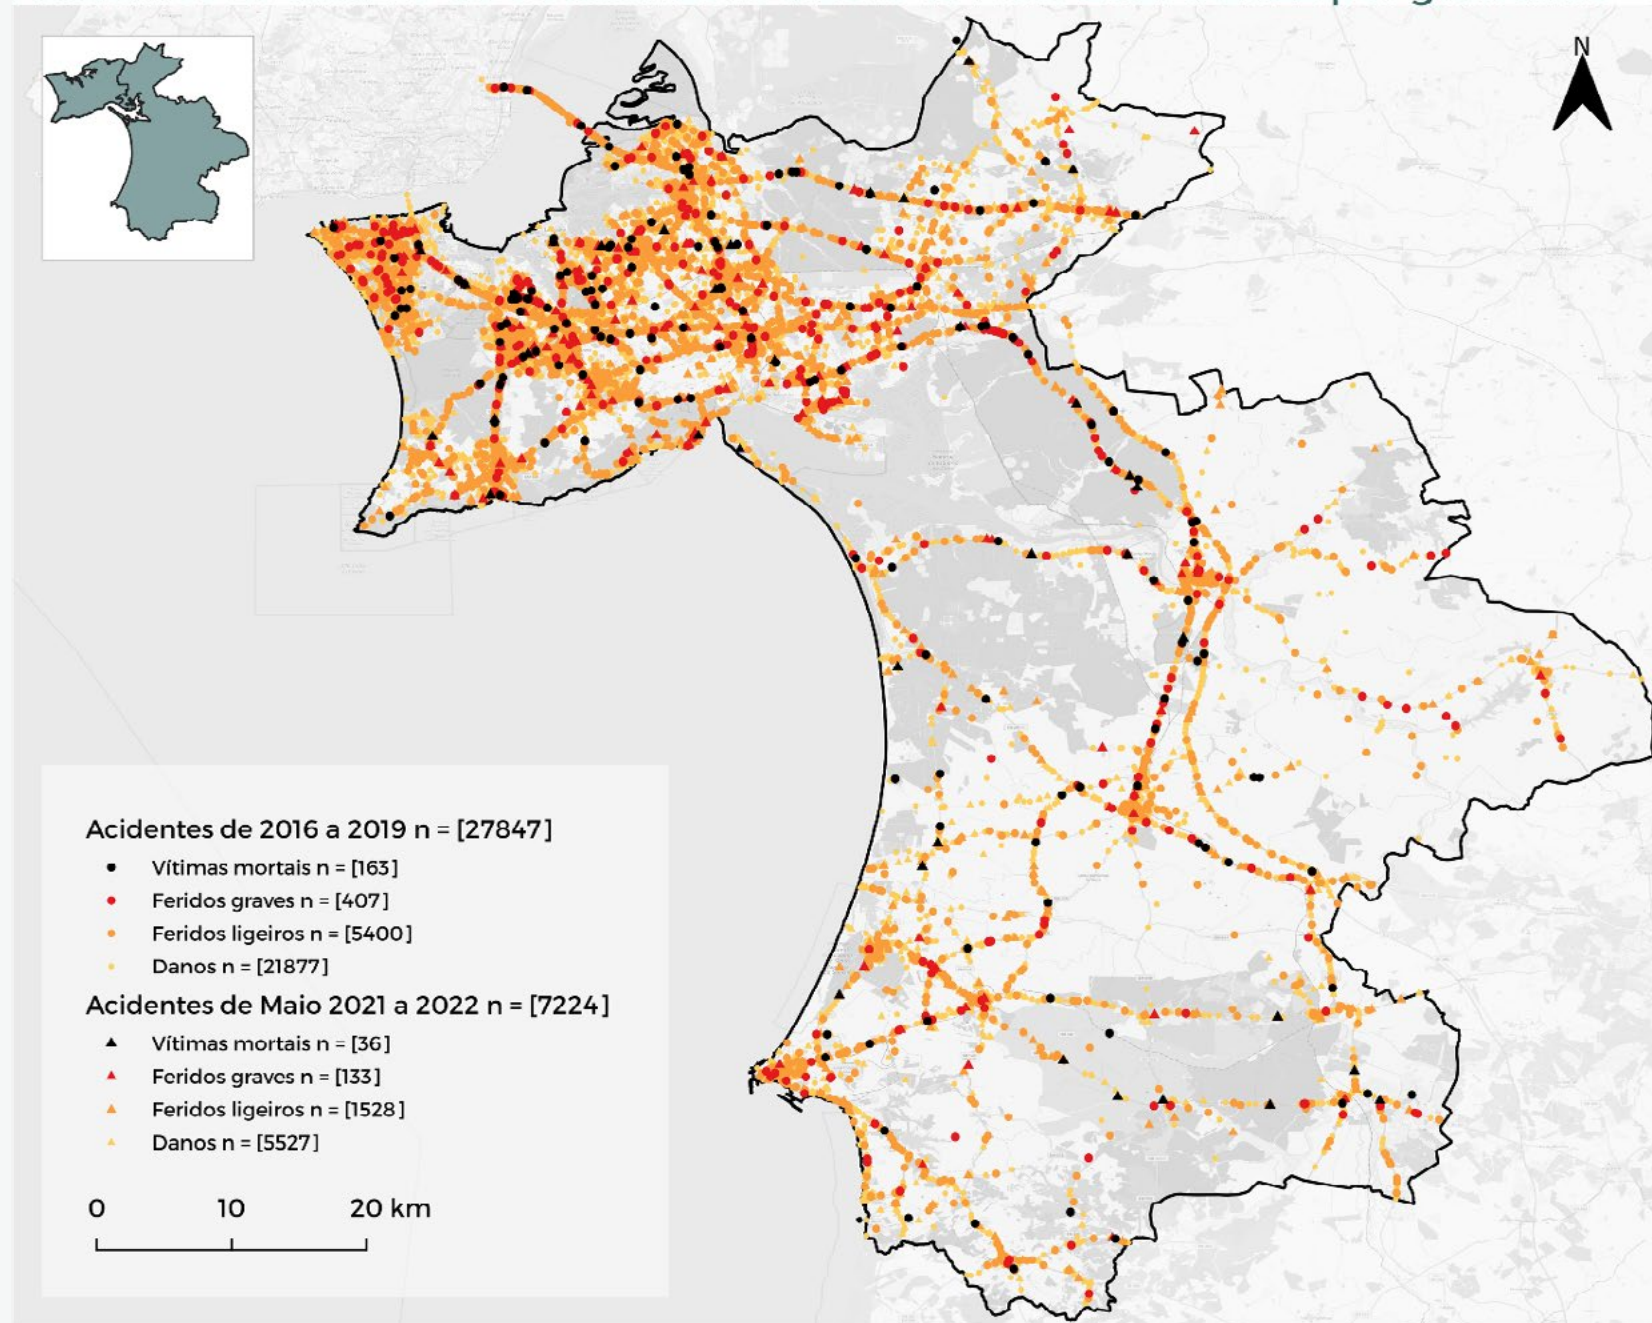 N
Acidentes de 2016 a 2019 n = [27847]
Vítimas mortais n = [163]
Feridos graves n = [407]
Feridos ligeiros n = [5400]
Danos n = [21877]
Acidentes de Maio 2021 a 2022 n = [7224]
Vítimas mortais n = [36]
Feridos graves n = [133]
Feridos ligeiros n = [1528]
Danos n = [5527]
0 10 20 km